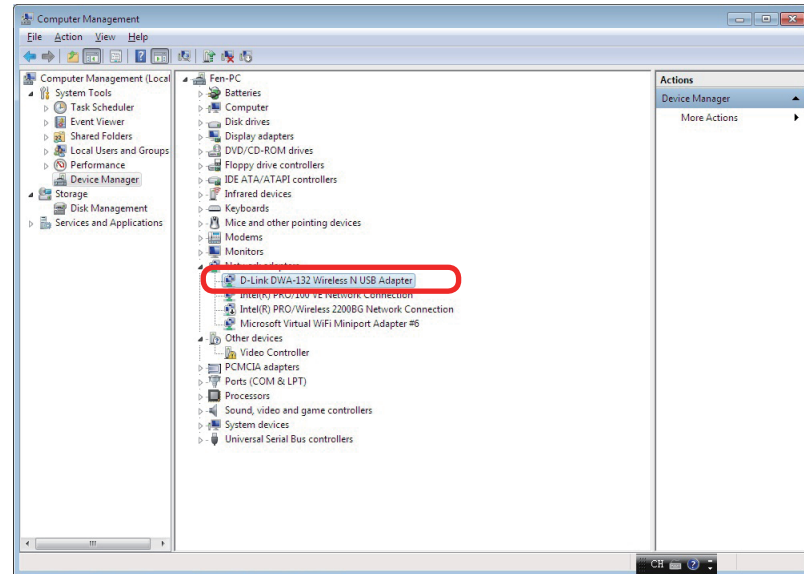 Computer Management
File Action View Help
Computer Management (Local
System Tools
Task Scheduler
Event Viewer
Shared Folders
Local Users and Groups
Performance
Device Manager
Storage
Disk Management
Services and Applications
Fen-PC
Batteries
Computer
Disk drives
Display adapters
DVD/CD-ROM drives
Floppy drive controllers
IDE ATA/ATAPI controllers
Infrared devices
Keyboards
Mice and other pointing devices
Modems
Monitors
Network adapters
D-Link DWA-132 Wireless N USB Adapter
Intel(R) PRO/100 VE Network Connection
Intel(R) PRO/Wireless 2200BG Network Connection
Microsoft Virtual WiFi Miniport Adapter #6
Other devices
Video Controller
PCMCIA adapters
Ports (COM & LPT)
Processors
Sound, video and game controllers
System devices
Universal Serial Bus controllers
Actions
Device Manager
More Actions
CH